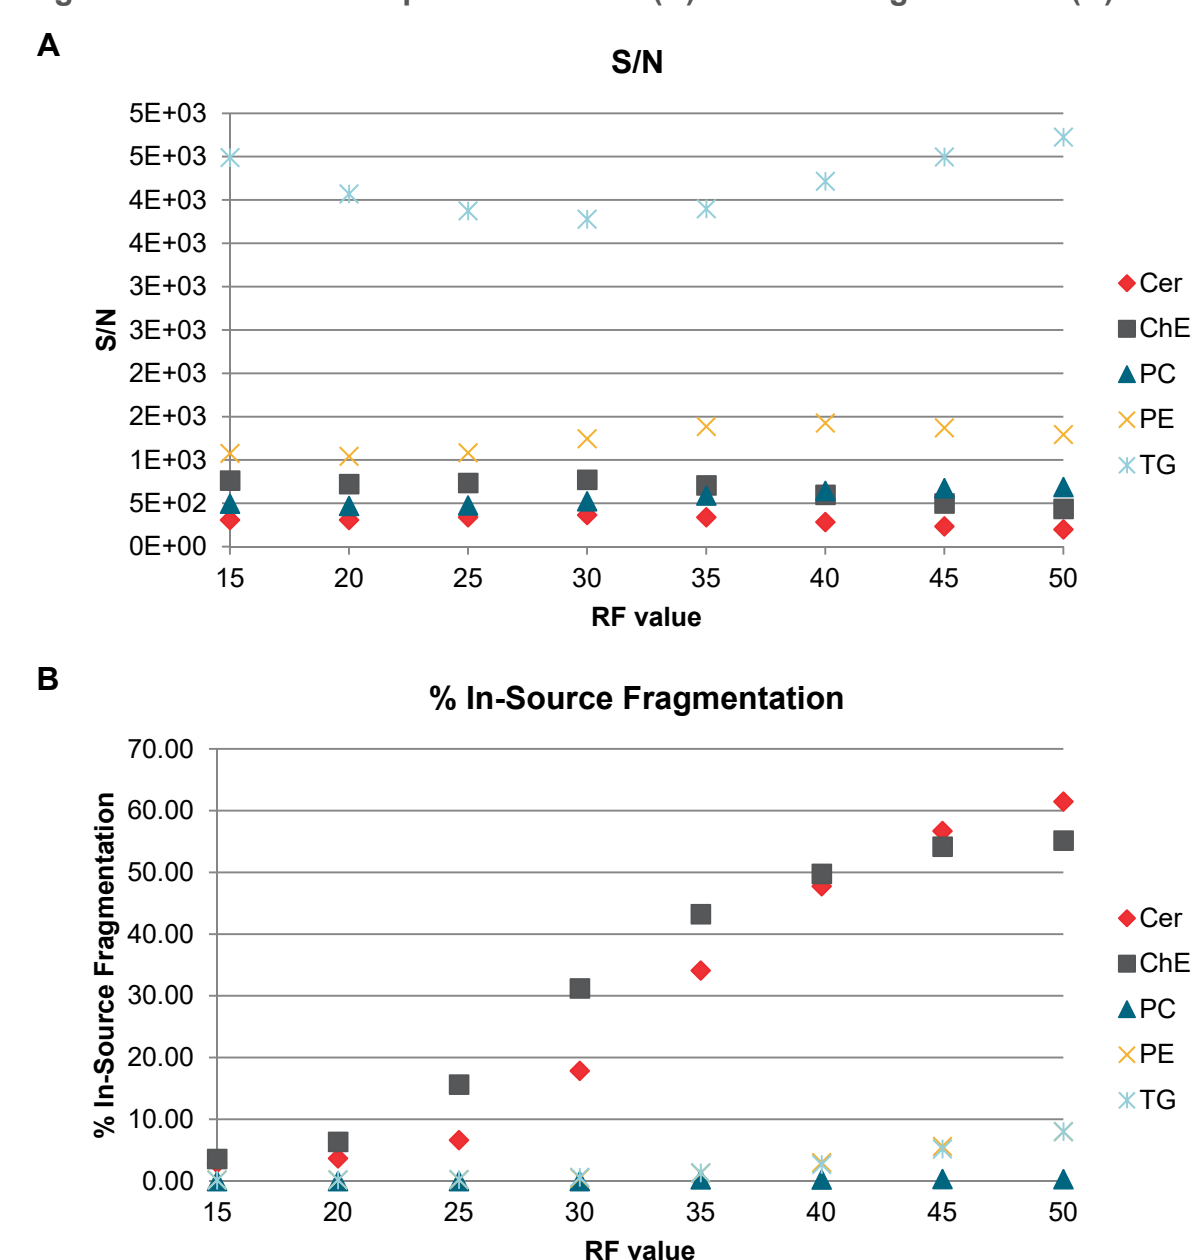 A
S/N
5E+03
5E+03
4E+03
4E+03
3E+03
3E+03
2E+03
2E+03
1E+03
5E+02
0E+00
S/N
15 20 25 30 35 40 45 50
RF value
Cer
ChE
PC
PE
TG
B
% In-Source Fragmentation
70.00
60.00
50.00
40.00
30.00
20.00
10.00
0.00
% In-Source Fragmentation
15 20 25 30 35 40 45 50
RF value
Cer
ChE
PC
PE
TG